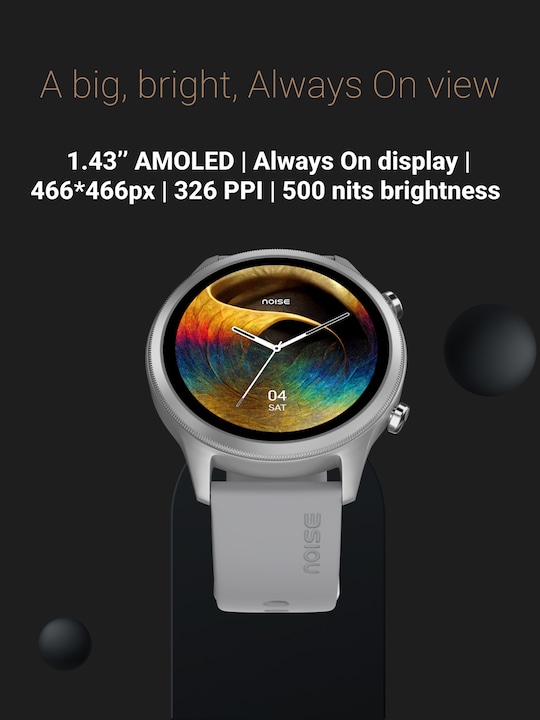 A big, bright, Always On view
1.43’’ AMOLED | Always On display |
466*466px | 326 PPI | 500 nits brightness
NOISE
04
SAT
NOISE